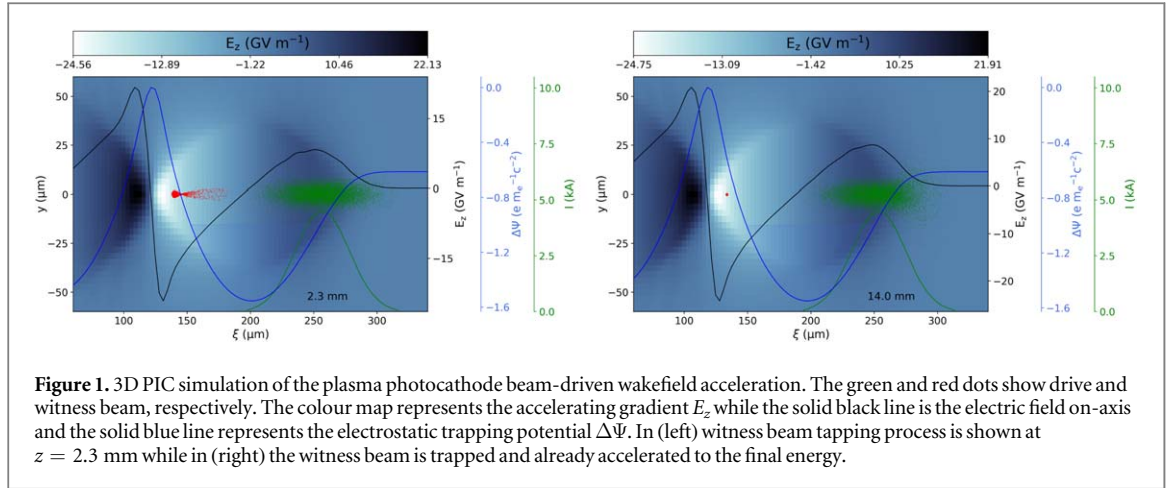 E_z (GV m⁻¹)
−24.56 −12.89 −1.22 10.46 22.13
50
25
0
−25
−50
y (µm)
100 150 200 250 300
ξ (µm)
2.3 mm
15
0
−15
E_z (GV m⁻¹)
0.0
−0.4
−0.8
−1.2
−1.6
ΔΨ (e mₑ⁻¹c⁻²)
10.0
7.5
5.0
2.5
0.0
I (kA)
E_z (GV m⁻¹)
−24.75 −13.09 −1.42 10.25 21.91
50
25
0
−25
−50
y (µm)
100 150 200 250 300
ξ (µm)
14.0 mm
20
10
0
−10
−20
E_z (GV m⁻¹)
0.0
−0.4
−0.8
−1.2
−1.6
ΔΨ (e mₑ⁻¹c⁻²)
10.0
7.5
5.0
2.5
0.0
I (kA)
Figure 1. 3D PIC simulation of the plasma photocathode beam-driven wakefield acceleration. The green and red dots show drive and
witness beam, respectively. The colour map represents the accelerating gradient E_z while the solid black line is the electric field on-axis
and the solid blue line represents the electrostatic trapping potential ΔΨ. In (left) witness beam tapping process is shown at
z = 2.3 mm while in (right) the witness beam is trapped and already accelerated to the final energy.